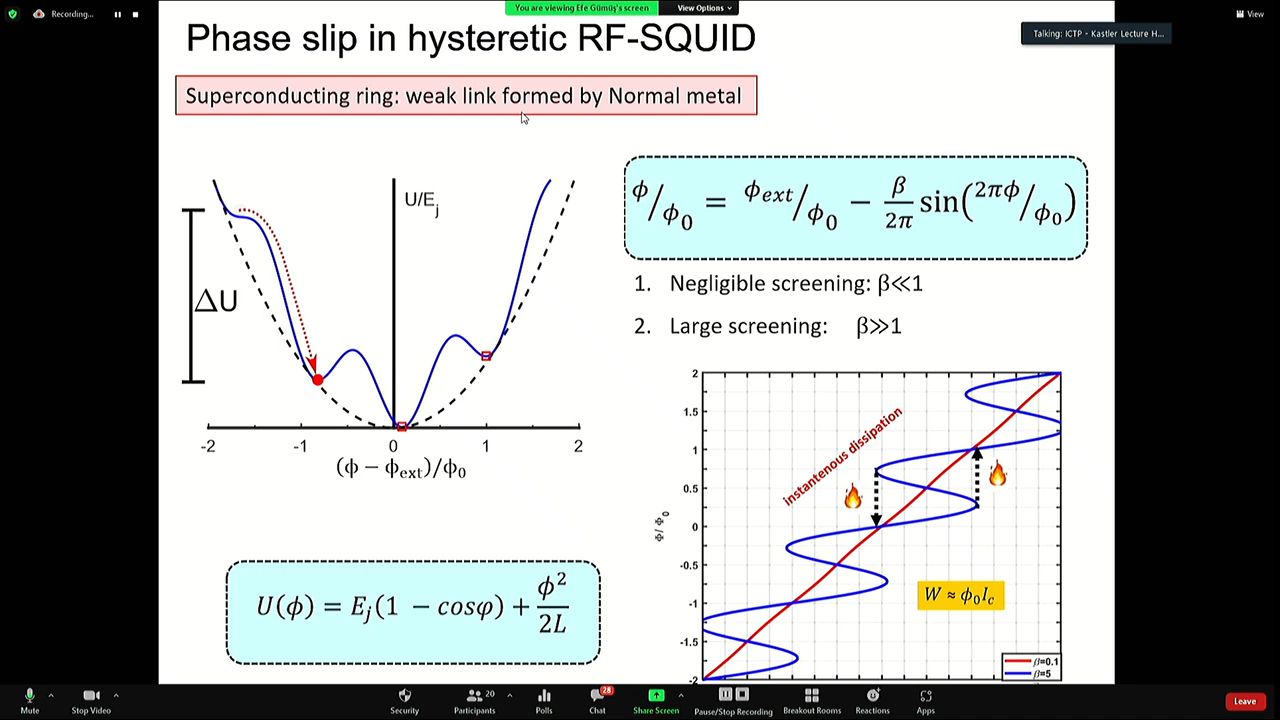 Recording...
You are viewing Efe Gümüş's screen
View Options
View
Talking: ICTP - Kastler Lecture H...
Phase slip in hysteretic RF-SQUID
Superconducting ring: weak link formed by Normal metal
U/Ej
ΔU
-2 -1 0 1 2
(ϕ − ϕext)/ϕ0
U(ϕ) = Ej(1 − cosφ) + ϕ²/2L
ϕ/ϕ0 = ϕext/ϕ0 − β/2π sin(2πϕ/ϕ0)
1. Negligible screening: β≪1
2. Large screening: β≫1
2
1.5
1
0.5
0
-0.5
-1
-1.5
-2
Φ/Φ0
instantenous dissipation
W ≈ ϕ0Ic
β=0.1
β=5
Mute
Stop Video
Security
Participants 20
Polls
Chat 28
Share Screen
Pause/Stop Recording
Breakout Rooms
Reactions
Apps
Leave